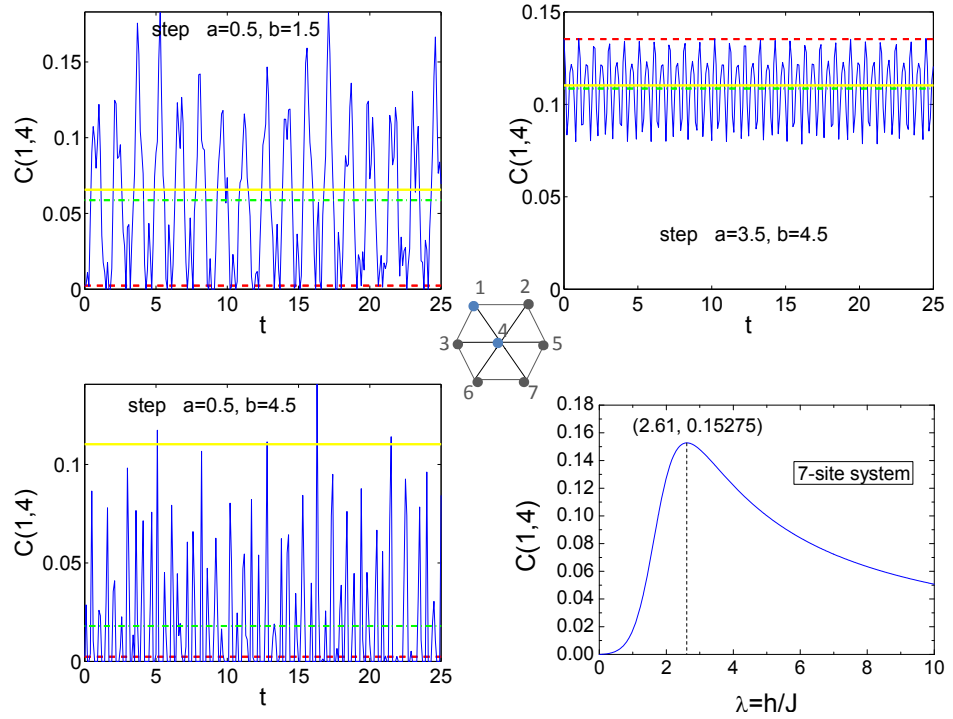 step a=0.5, b=1.5
C(1,4)
0.15
0.1
0.05
0
0 5 10 15 20 25
t
step a=3.5, b=4.5
C(1,4)
0.15
0.1
0.05
0
0 5 10 15 20 25
t
1 2
3 4 5
6 7
step a=0.5, b=4.5
C(1,4)
0.1
0.05
0
0 5 10 15 20 25
t
(2.61, 0.15275)
7-site system
C(1,4)
0.18
0.16
0.14
0.12
0.10
0.08
0.06
0.04
0.02
0.00
0 2 4 6 8 10
λ=h/J